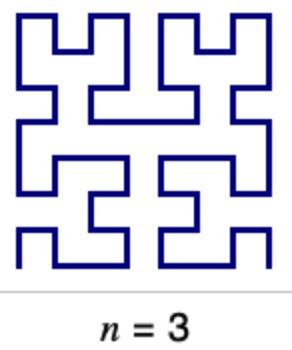 n = 3